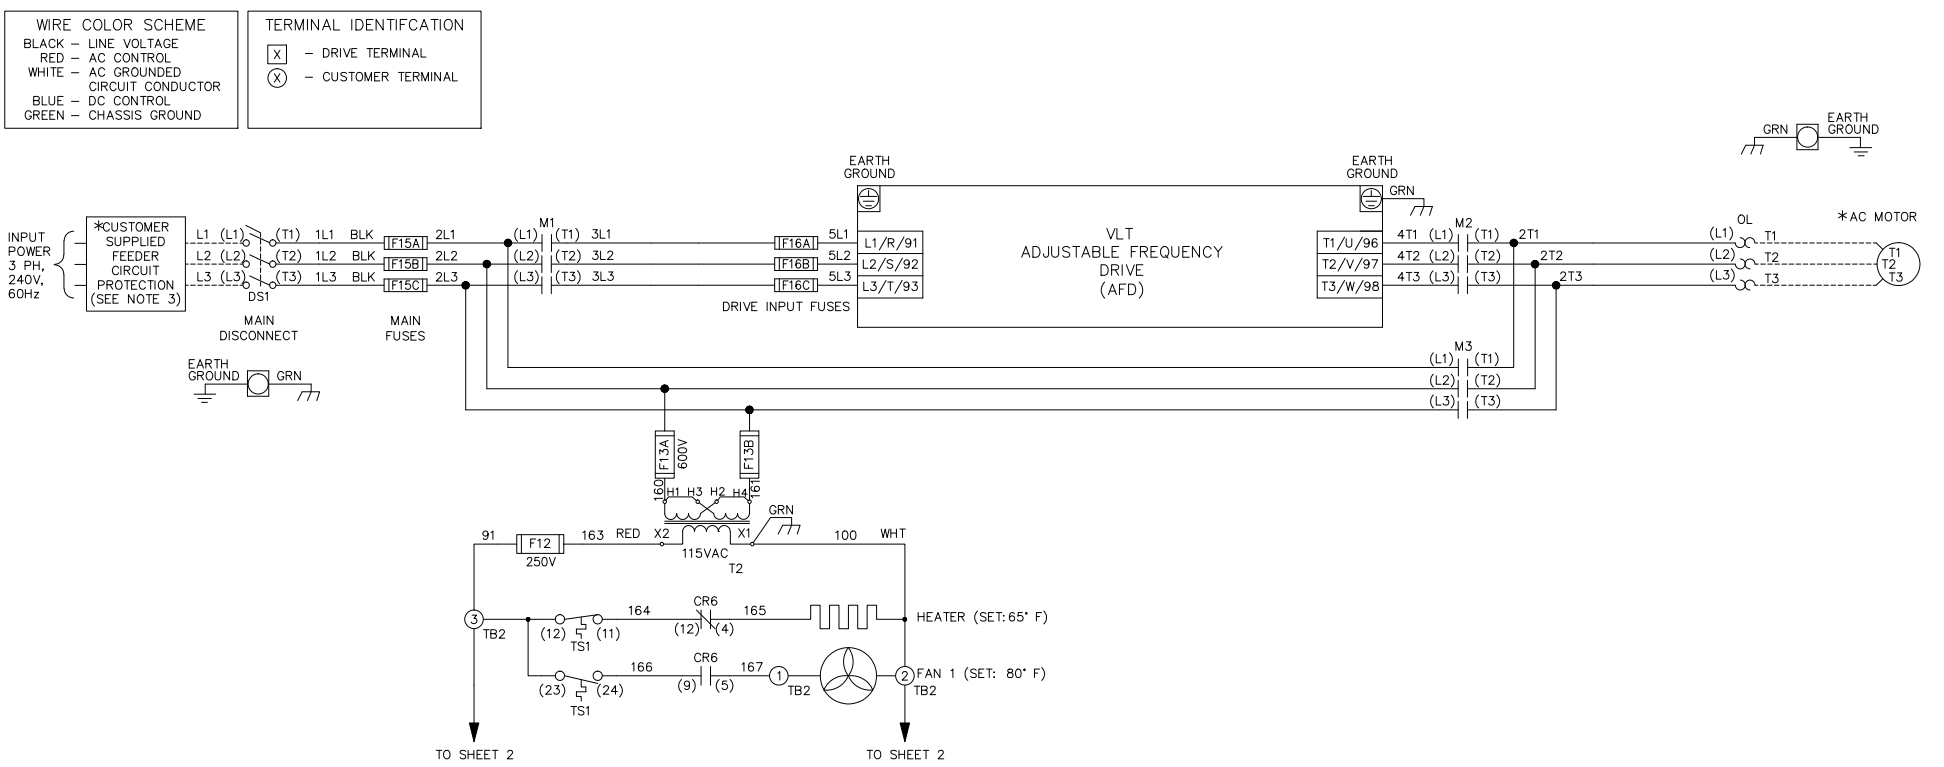 WIRE COLOR SCHEME
BLACK – LINE VOLTAGE
RED – AC CONTROL
WHITE – AC GROUNDED
CIRCUIT CONDUCTOR
BLUE – DC CONTROL
GREEN – CHASSIS GROUND
TERMINAL IDENTIFCATION
X – DRIVE TERMINAL
X – CUSTOMER TERMINAL
GRN
EARTH
GROUND
INPUT
POWER
3 PH,
240V,
60Hz
*CUSTOMER
SUPPLIED
FEEDER
CIRCUIT
PROTECTION
(SEE NOTE 3)
L1 (L1) (T1) 1L1 BLK F15A 2L1 (L1) M1 (T1) 3L1 F16A 5L1 L1/R/91
L2 (L2) (T2) 1L2 BLK F15B 2L2 (L2) (T2) 3L2 F16B 5L2 L2/S/92
L3 (L3) (T3) 1L3 BLK F15C 2L3 (L3) (T3) 3L3 F16C 5L3 L3/T/93
DS1
MAIN
DISCONNECT
MAIN
FUSES
DRIVE INPUT FUSES
EARTH
GROUND
VLT
ADJUSTABLE FREQUENCY
DRIVE
(AFD)
EARTH
GROUND
GRN
T1/U/96 4T1 (L1) M2 (T1) 2T1 (L1) OL T1
T2/V/97 4T2 (L2) (T2) 2T2 (L2) T2
T3/W/98 4T3 (L3) (T3) 2T3 (L3) T3
*AC MOTOR
T1
T2
T3
EARTH
GROUND
GRN
M3
(L1) (T1)
(L2) (T2)
(L3) (T3)
F13A
600V
F13B
160
161
H1 H3 H2 H4
GRN
91 F12 163 RED X2 X1 100 WHT
250V
115VAC
T2
3
TB2
(12) (11)
TS1
164
CR6
(12) (4)
165
HEATER (SET:65° F)
(23) (24)
TS1
166
CR6
(9) (5)
167
1
TB2
2
TB2
FAN 1 (SET: 80° F)
TO SHEET 2
TO SHEET 2